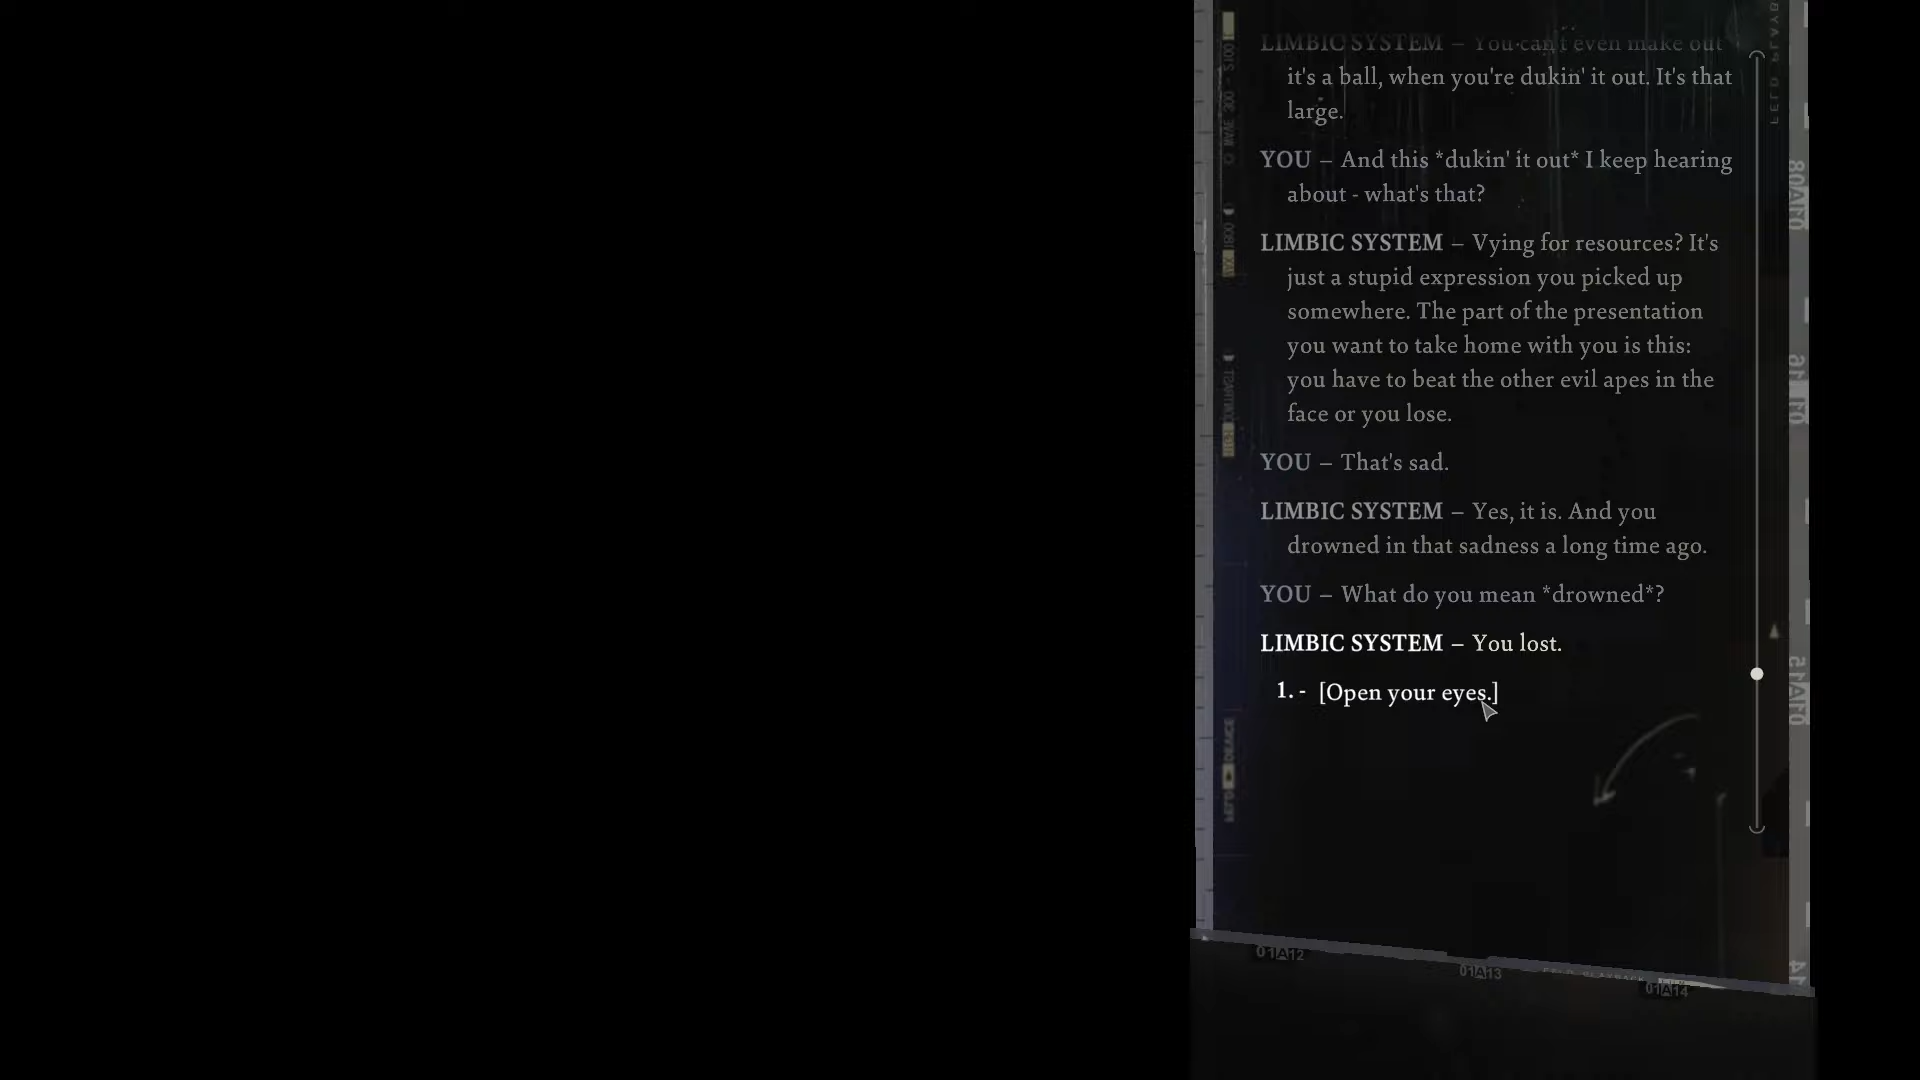 LIMBIC SYSTEM – You can't even make out
it's a ball, when you're dukin' it out. It's that
large.
YOU – And this *dukin' it out* I keep hearing
about - what's that?
LIMBIC SYSTEM – Vying for resources? It's
just a stupid expression you picked up
somewhere. The part of the presentation
you want to take home with you is this:
you have to beat the other evil apes in the
face or you lose.
YOU – That's sad.
LIMBIC SYSTEM – Yes, it is. And you
drowned in that sadness a long time ago.
YOU – What do you mean *drowned*?
LIMBIC SYSTEM – You lost.
1. - [Open your eyes.]
01A12
01A13
01A14